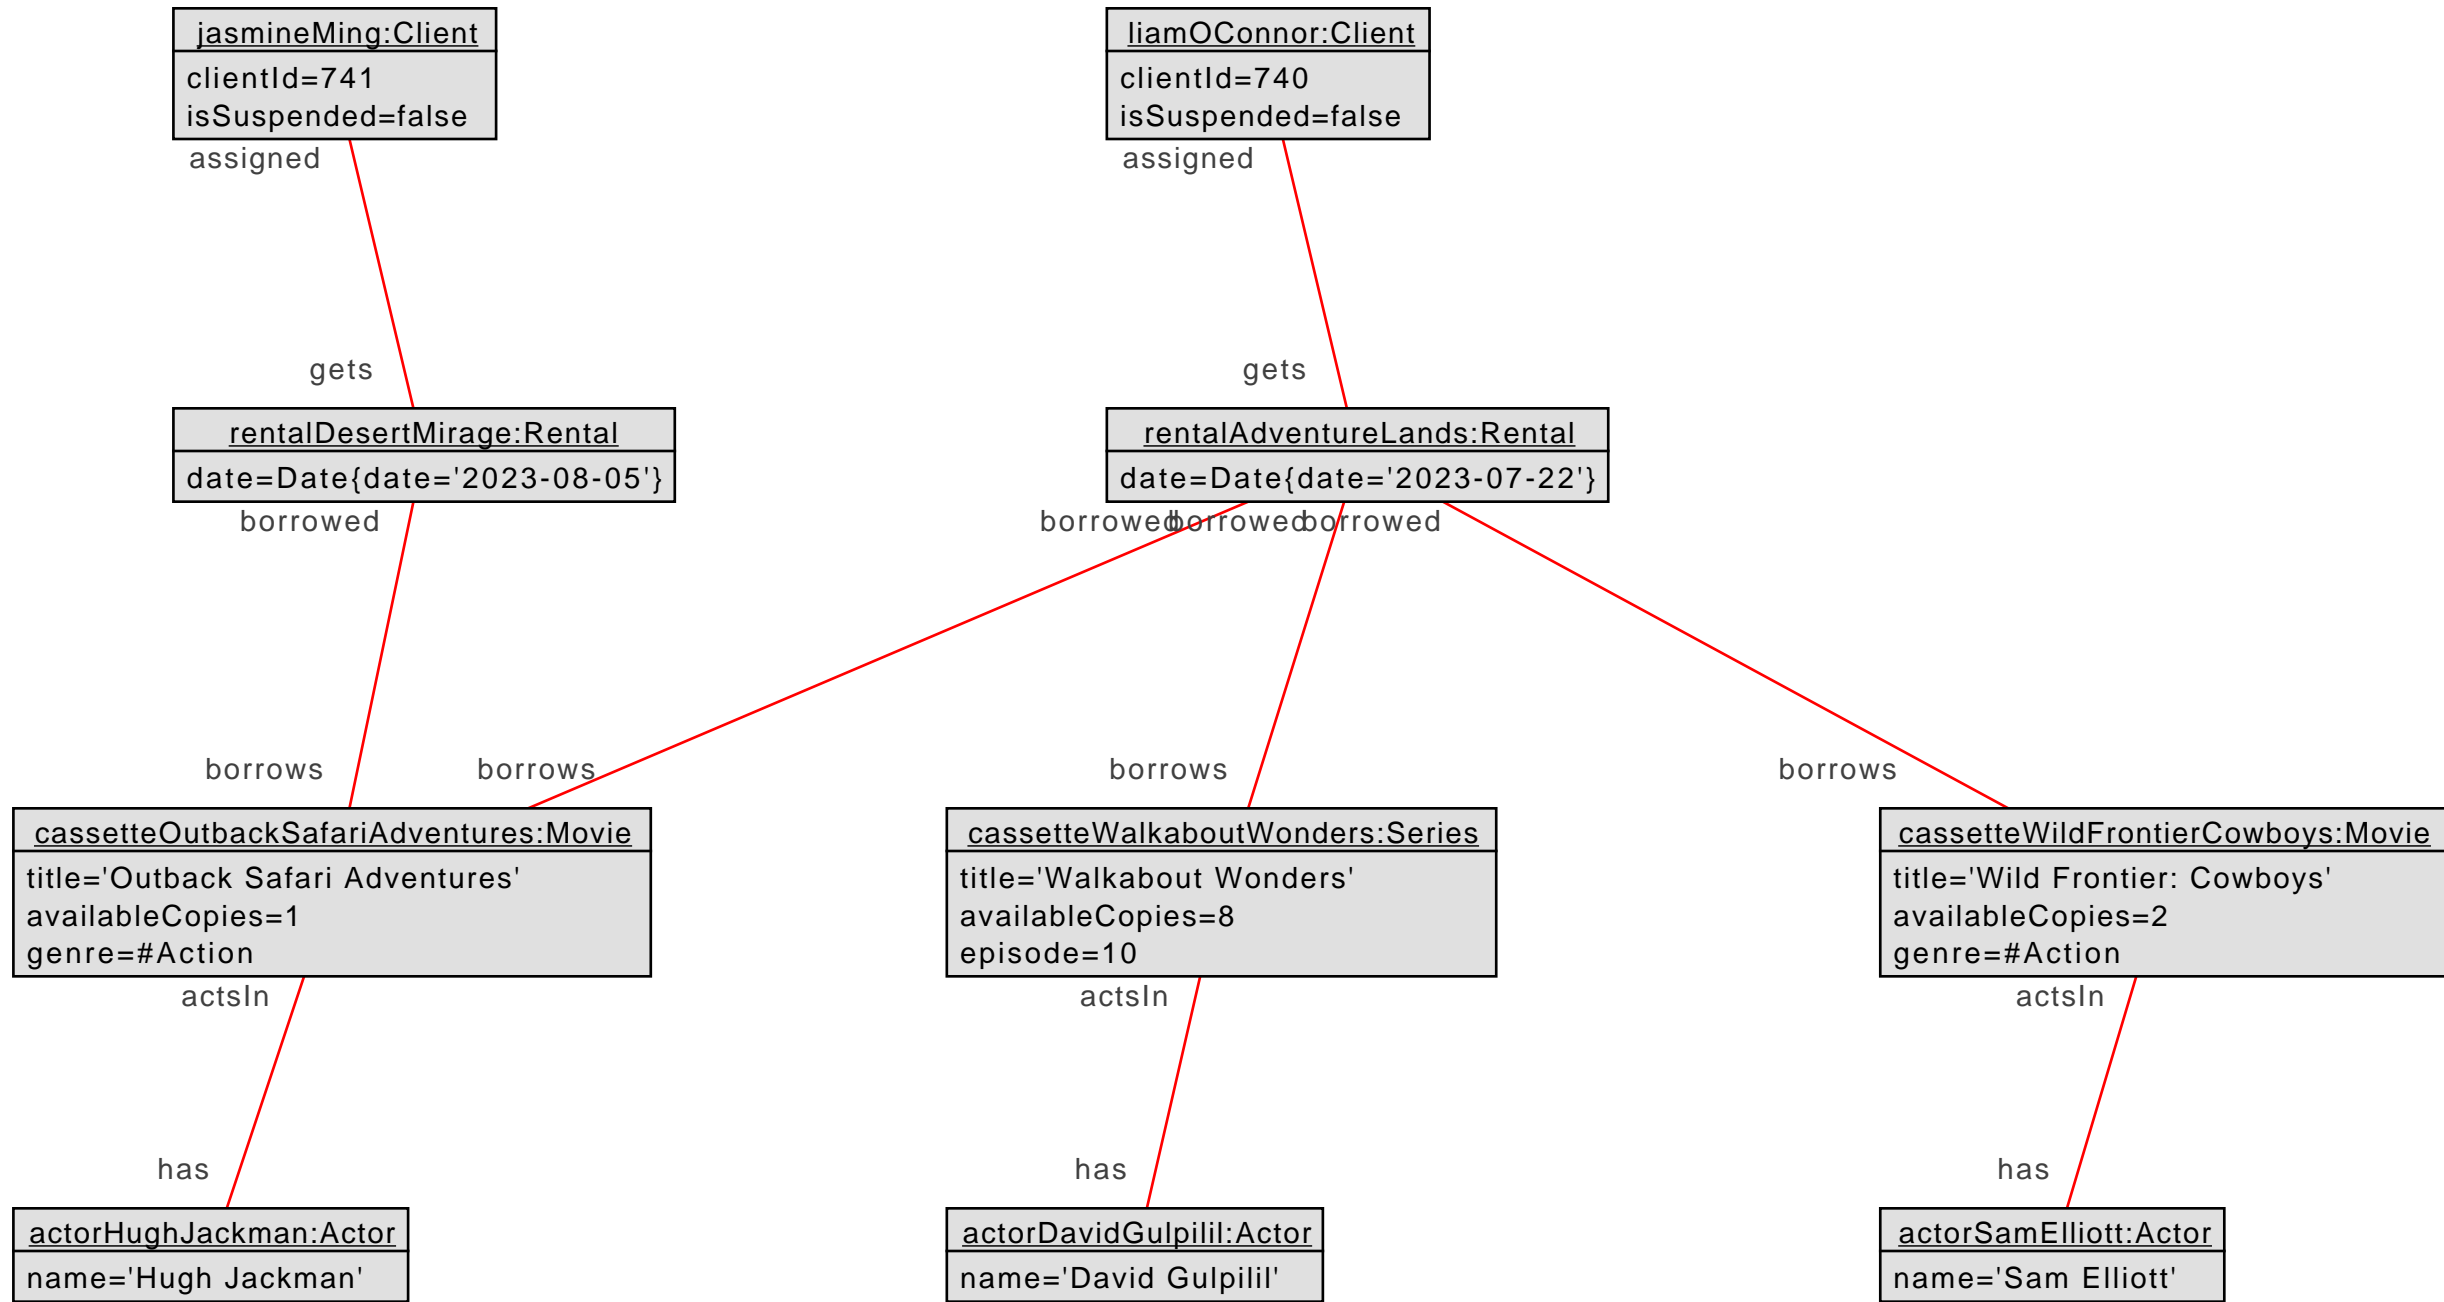 jasmineMing:Client
clientId=741
isSuspended=false
assigned
liamOConnor:Client
clientId=740
isSuspended=false
assigned
gets
gets
rentalDesertMirage:Rental
date=Date{date='2023-08-05'}
borrowed
rentalAdventureLands:Rental
date=Date{date='2023-07-22'}
borrowed
borrowed
borrowed
borrows
borrows
borrows
borrows
cassetteOutbackSafariAdventures:Movie
title='Outback Safari Adventures'
availableCopies=1
genre=#Action
actsIn
cassetteWalkaboutWonders:Series
title='Walkabout Wonders'
availableCopies=8
episode=10
actsIn
cassetteWildFrontierCowboys:Movie
title='Wild Frontier: Cowboys'
availableCopies=2
genre=#Action
actsIn
has
has
has
actorHughJackman:Actor
name='Hugh Jackman'
actorDavidGulpilil:Actor
name='David Gulpilil'
actorSamElliott:Actor
name='Sam Elliott'